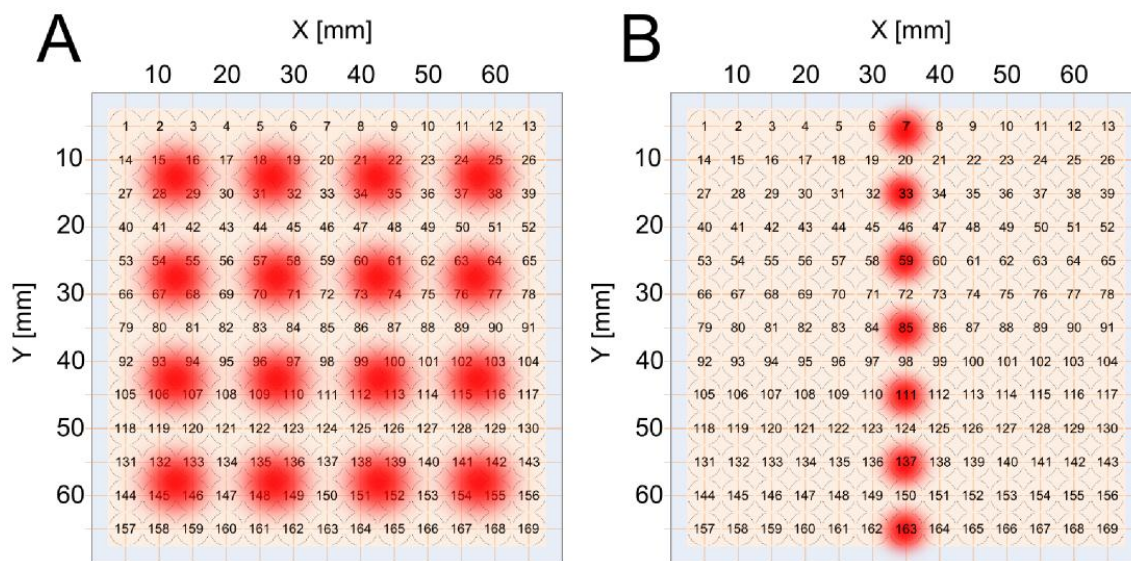 A
X [mm]
10 20 30 40 50 60
1 2 3 4 5 6 7 8 9 10 11 12 13
10 14 15 16 17 18 19 20 21 22 23 24 25 26
27 28 29 30 31 32 33 34 35 36 37 38 39
20 40 41 42 43 44 45 46 47 48 49 50 51 52
53 54 55 56 57 58 59 60 61 62 63 64 65
30 66 67 68 69 70 71 72 73 74 75 76 77 78
Y [mm]
79 80 81 82 83 84 85 86 87 88 89 90 91
40 92 93 94 95 96 97 98 99 100 101 102 103 104
105 106 107 108 109 110 111 112 113 114 115 116 117
50 118 119 120 121 122 123 124 125 126 127 128 129 130
131 132 133 134 135 136 137 138 139 140 141 142 143
60 144 145 146 147 148 149 150 151 152 153 154 155 156
157 158 159 160 161 162 163 164 165 166 167 168 169
B
X [mm]
10 20 30 40 50 60
1 2 3 4 5 6 7 8 9 10 11 12 13
10 14 15 16 17 18 19 20 21 22 23 24 25 26
27 28 29 30 31 32 33 34 35 36 37 38 39
20 40 41 42 43 44 45 46 47 48 49 50 51 52
53 54 55 56 57 58 59 60 61 62 63 64 65
30 66 67 68 69 70 71 72 73 74 75 76 77 78
Y [mm]
79 80 81 82 83 84 85 86 87 88 89 90 91
40 92 93 94 95 96 97 98 99 100 101 102 103 104
105 106 107 108 109 110 111 112 113 114 115 116 117
50 118 119 120 121 122 123 124 125 126 127 128 129 130
131 132 133 134 135 136 137 138 139 140 141 142 143
60 144 145 146 147 148 149 150 151 152 153 154 155 156
157 158 159 160 161 162 163 164 165 166 167 168 169